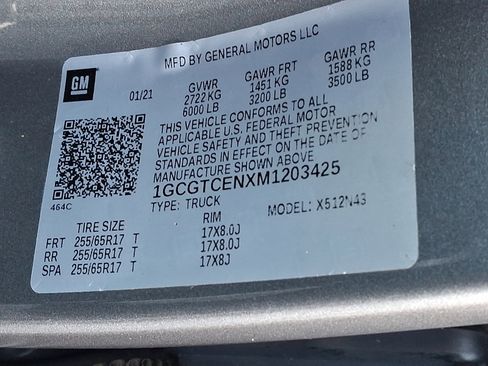 MFD BY GENERAL MOTORS LLC
GM
01/21
GVWR GAWR FRT GAWR RR
2722 KG 1451 KG 1588 KG
6000 LB 3200 LB 3500 LB
THIS VEHICLE CONFORMS TO ALL
APPLICABLE U.S. FEDERAL MOTOR
VEHICLE SAFETY AND THEFT PREVENTION
STANDARDS IN EFFECT ON THE DATE OF
MANUFACTURE SHOWN ABOVE.
1GCGTCENXM1203425
TYPE: TRUCK MODEL: X512N43
464C
TIRE SIZE RIM
FRT 255/65R17 T 17X8.0J
RR 255/65R17 T 17X8.0J
SPA 255/65R17 T 17X8J